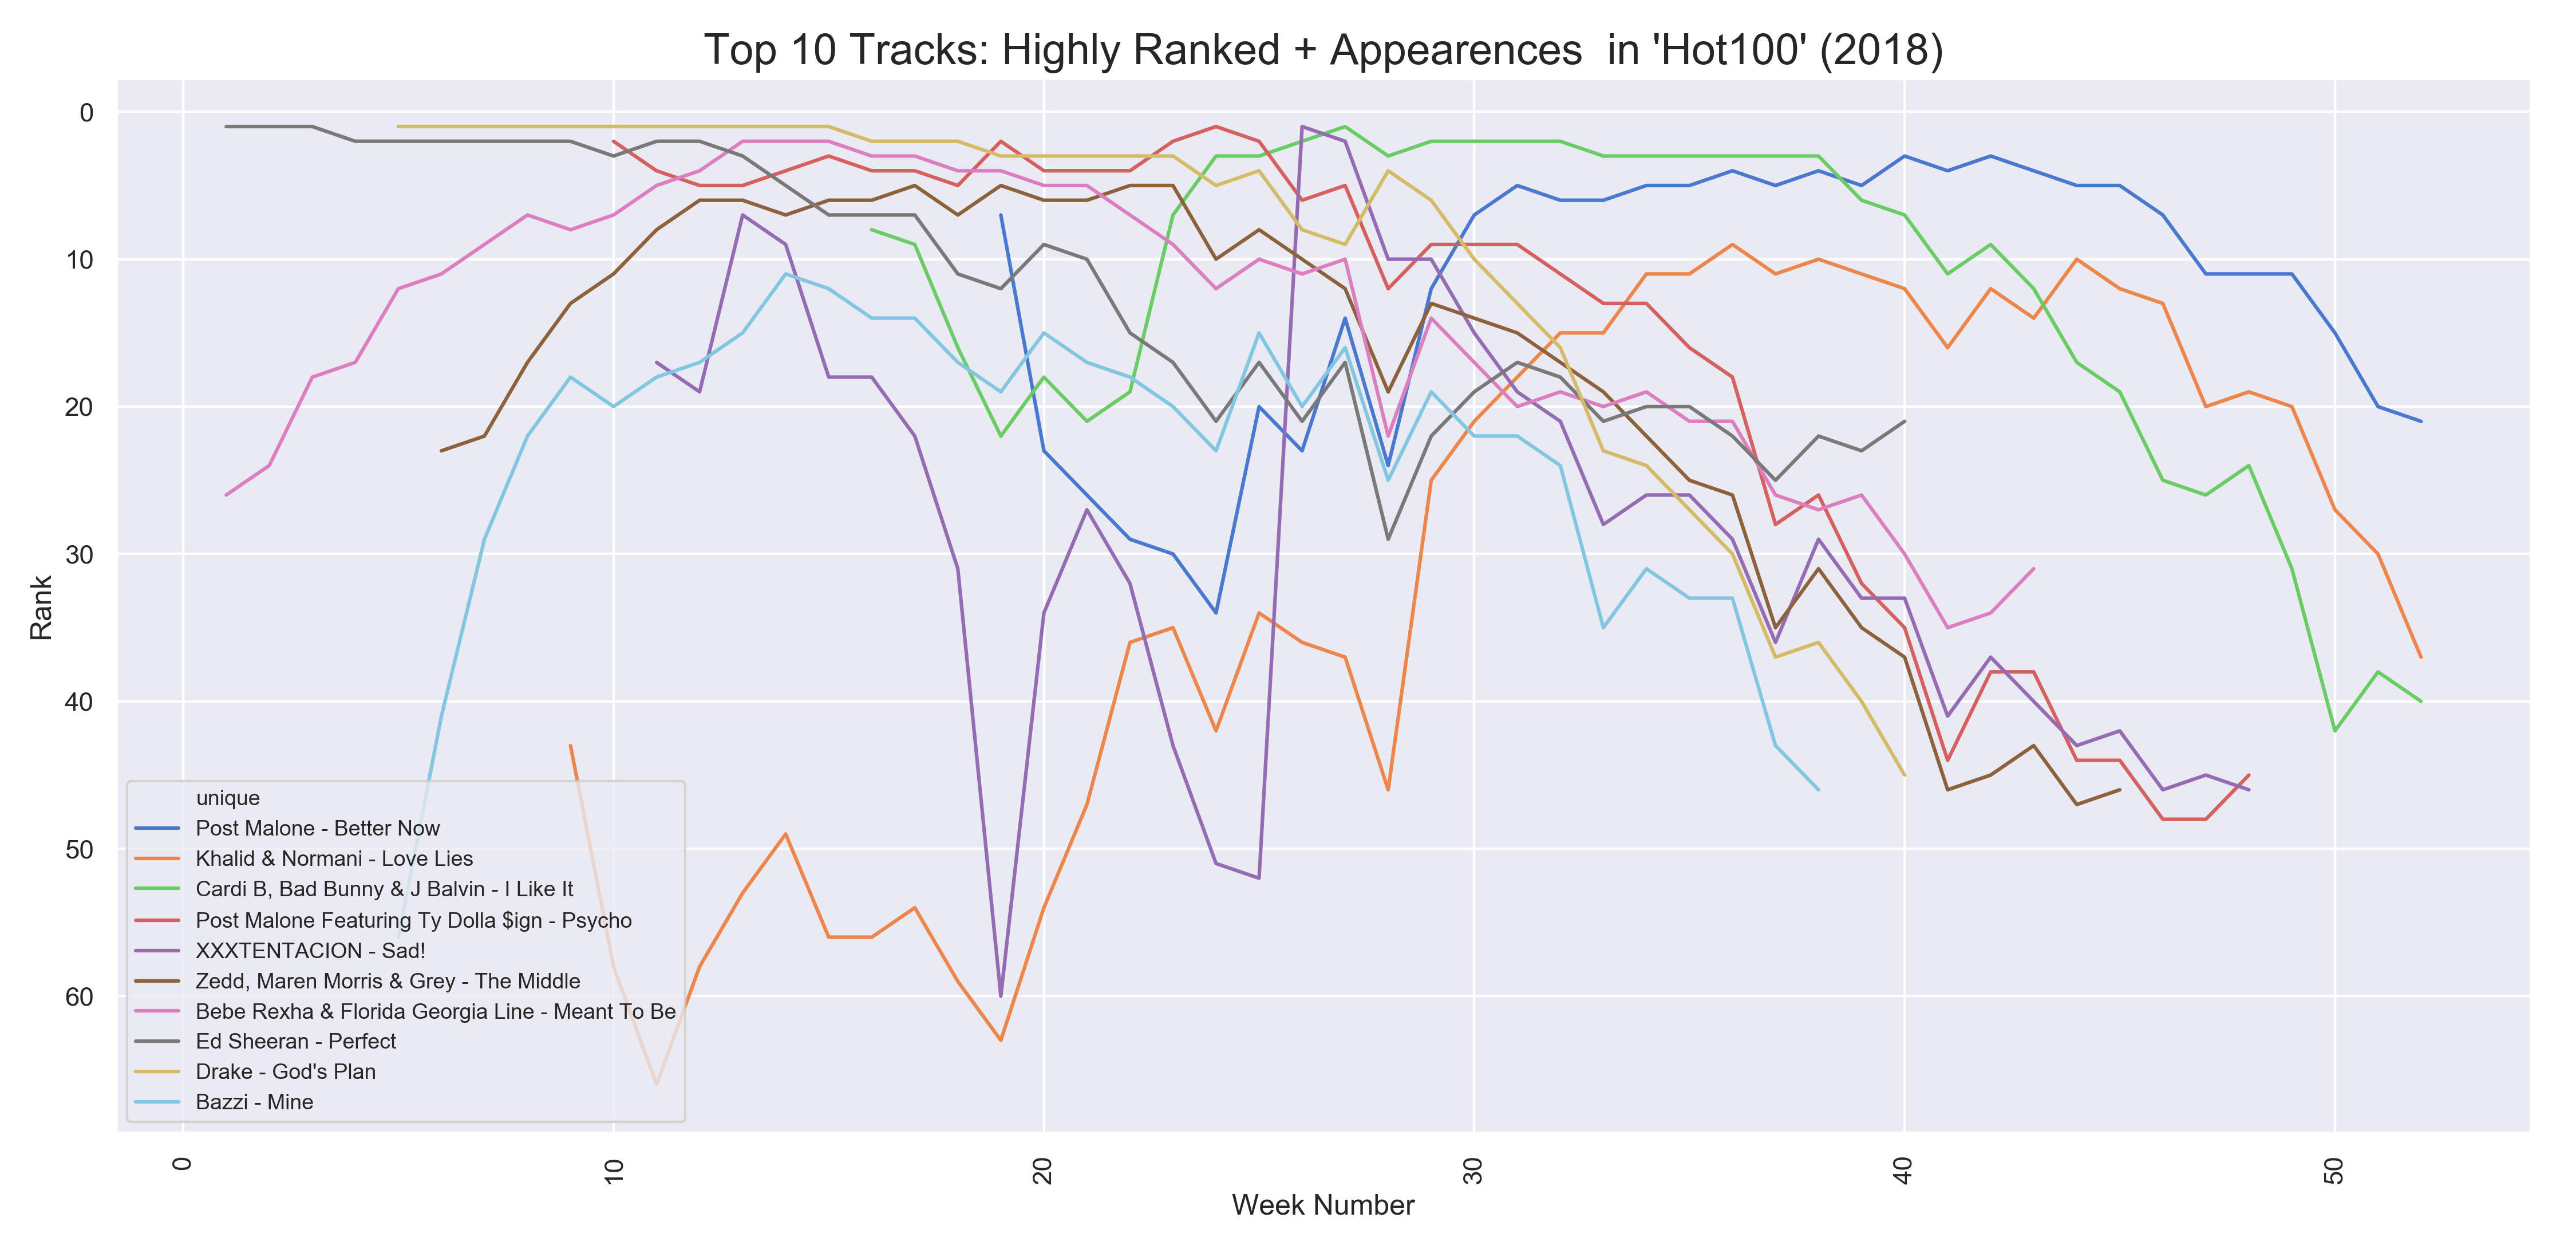 Top 10 Tracks: Highly Ranked + Appearences  in 'Hot100' (2018)
0
10
20
30
40
50
60
Rank
unique
Post Malone - Better Now
Khalid & Normani - Love Lies
Cardi B, Bad Bunny & J Balvin - I Like It
Post Malone Featuring Ty Dolla $ign - Psycho
XXXTENTACION - Sad!
Zedd, Maren Morris & Grey - The Middle
Bebe Rexha & Florida Georgia Line - Meant To Be
Ed Sheeran - Perfect
Drake - God's Plan
Bazzi - Mine
0 10 20 30 40 50
Week Number